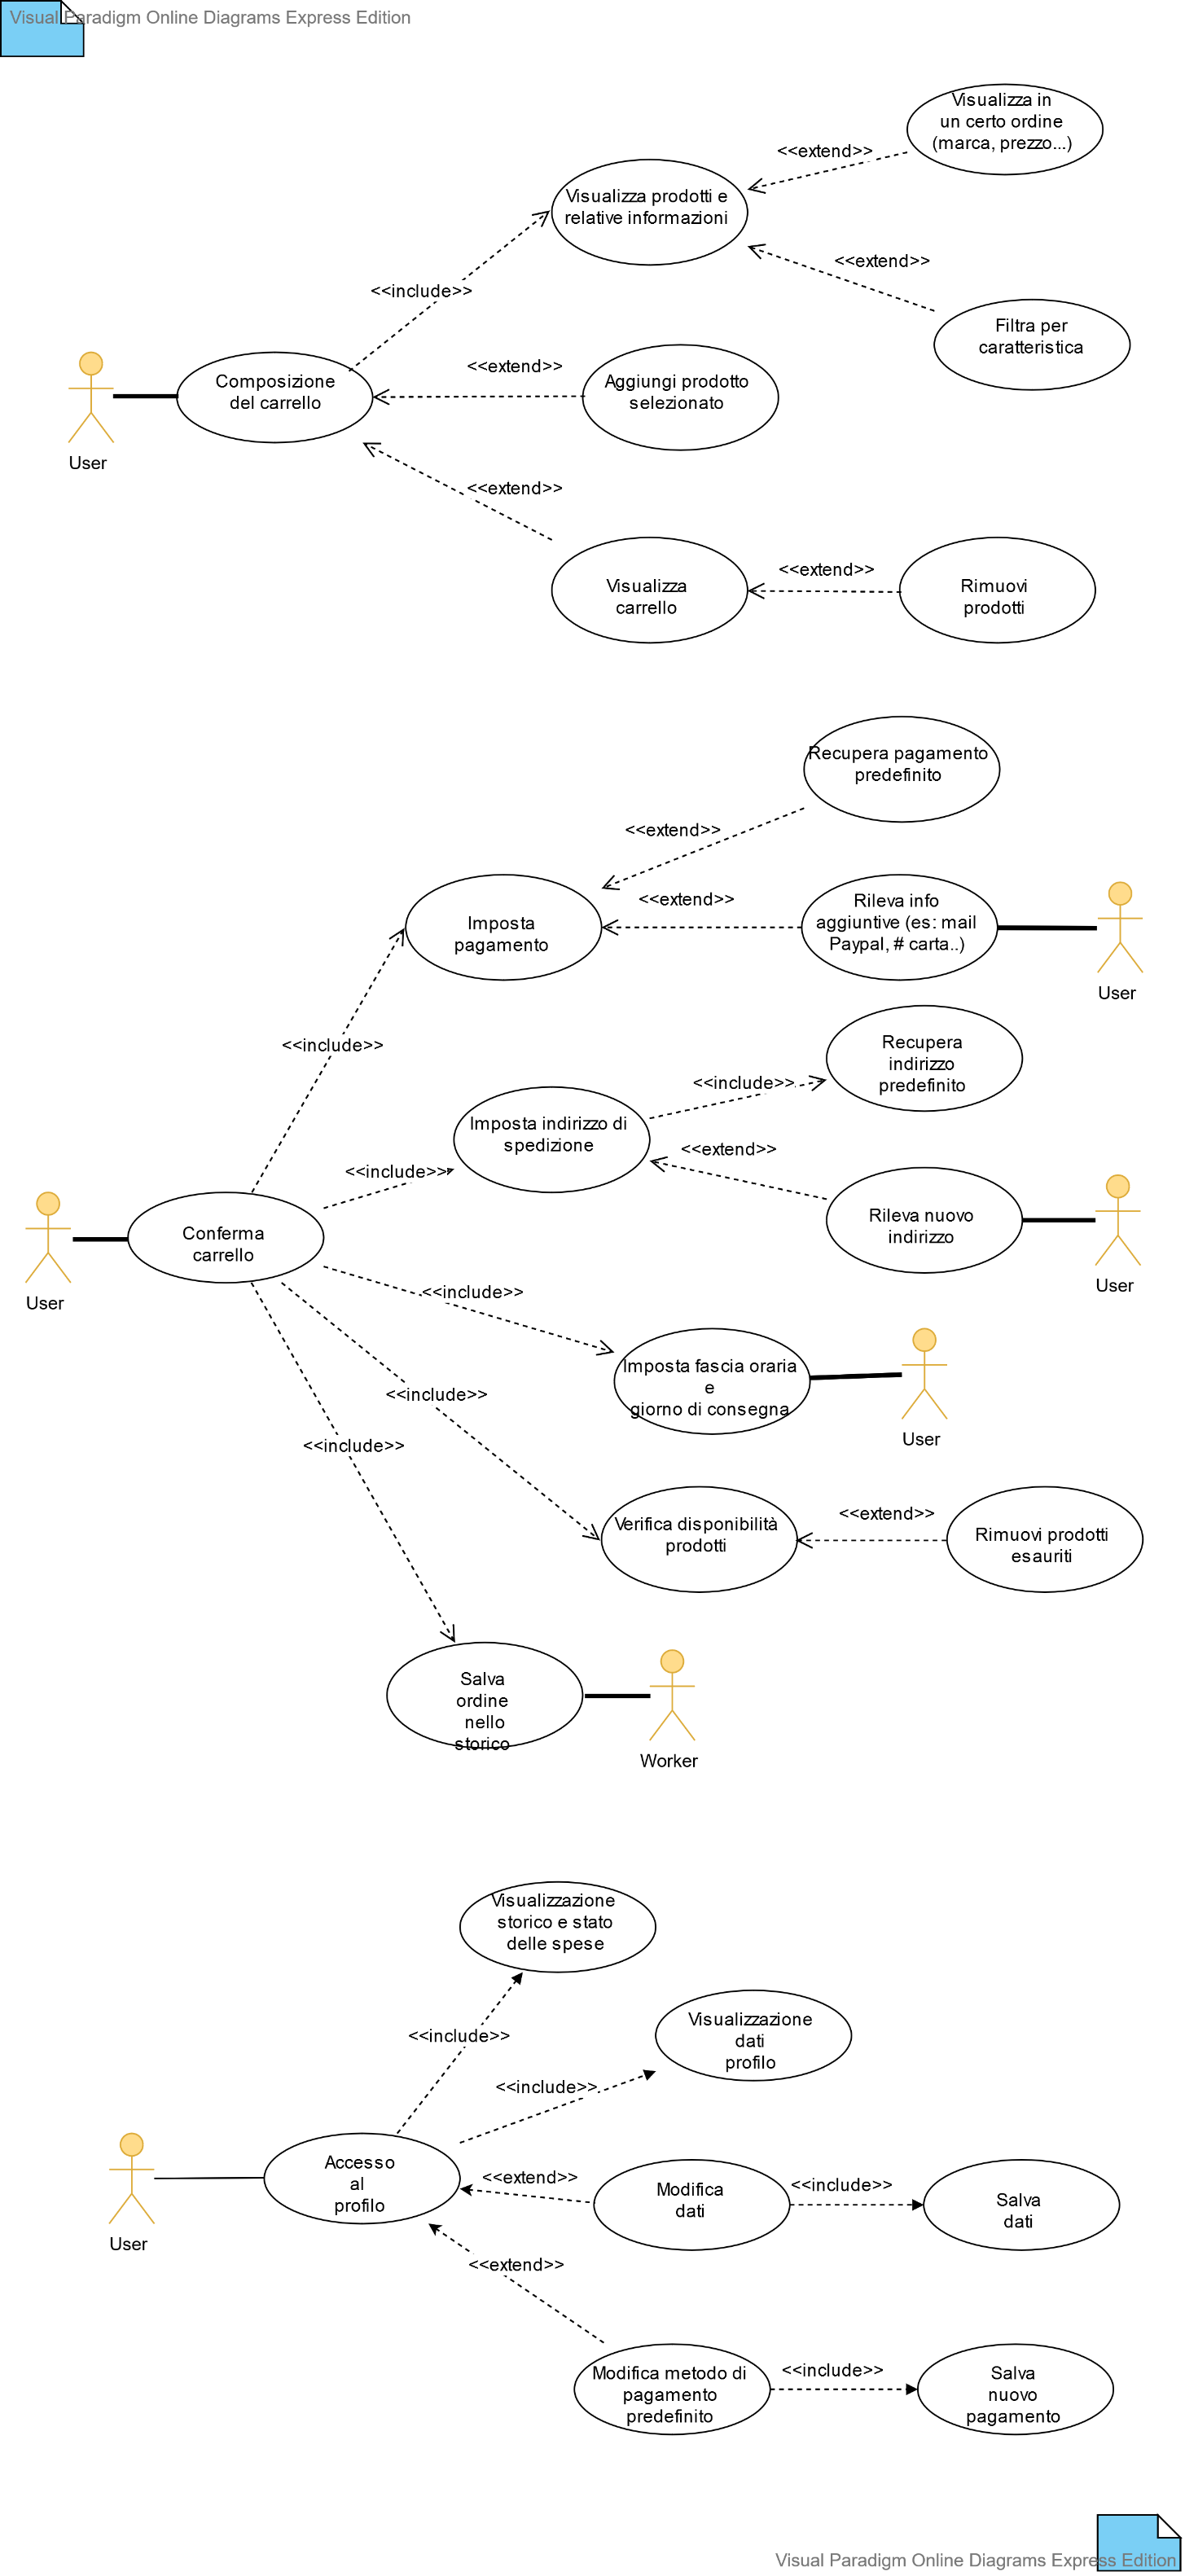 Visual Paradigm Online Diagrams Express Edition
Visualizza in
un certo ordine
(marca, prezzo...)
<<extend>>
Visualizza prodotti e
relative informazioni
<<extend>>
<<include>>
Filtra per
caratteristica
<<extend>>
Composizione
del carrello
Aggiungi prodotto
selezionato
User
<<extend>>
<<extend>>
Visualizza
carrello
Rimuovi
prodotti
Recupera pagamento
predefinito
<<extend>>
<<extend>>
Rileva info
aggiuntive (es: mail
Paypal, # carta..)
Imposta
pagamento
User
<<include>>
Recupera
indirizzo
predefinito
<<include>>
Imposta indirizzo di
spedizione
<<extend>>
<<include>>
Rileva nuovo
indirizzo
Conferma
carrello
User
User
<<include>>
Imposta fascia oraria
e
giorno di consegna
<<include>>
User
<<include>>
Verifica disponibilità
prodotti
<<extend>>
Rimuovi prodotti
esauriti
Salva
ordine
nello
storico
Worker
Visualizzazione
storico e stato
delle spese
<<include>>
Visualizzazione
dati
profilo
<<include>>
Accesso
al
profilo
<<extend>>
Modifica
dati
<<include>>
Salva
dati
User
<<extend>>
Modifica metodo di
pagamento
predefinito
<<include>>
Salva
nuovo
pagamento
Visual Paradigm Online Diagrams Express Edition